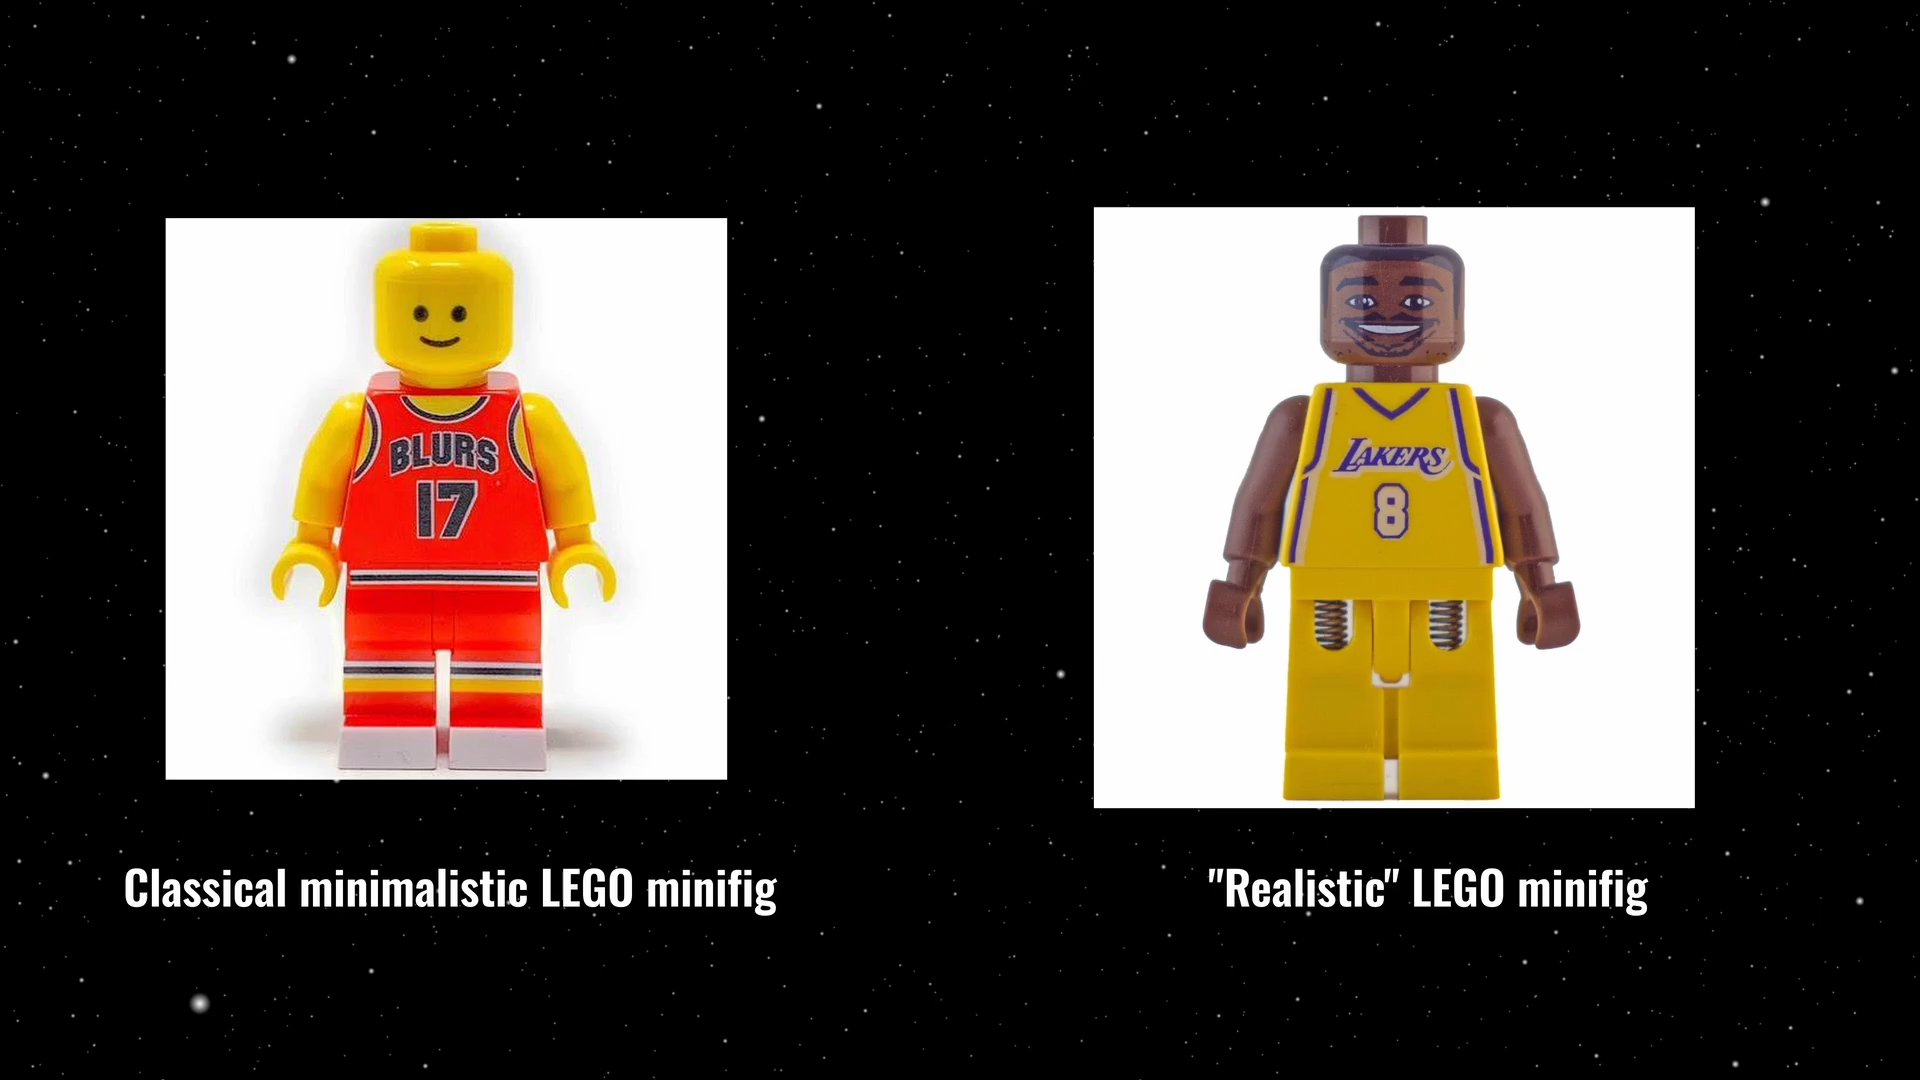 BLURS
17
LAKERS
8
Classical minimalistic LEGO minifig
"Realistic" LEGO minifig